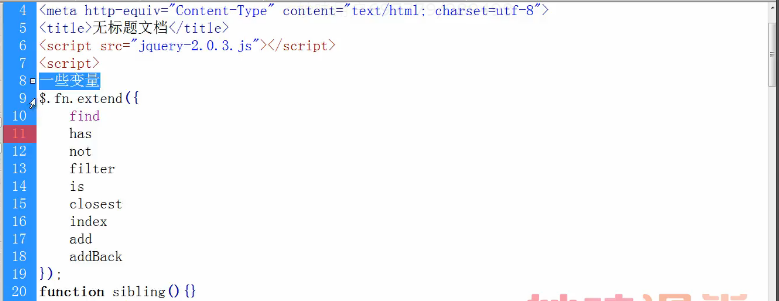 4 <meta http-equiv="Content-Type" content="text/html; charset=utf-8">
5 <title>无标题文档</title>
6 <script src="jquery-2.0.3.js"></script>
7 <script>
8 一些变量
9 $.fn.extend({
10 find
11 has
12 not
13 filter
14 is
15 closest
16 index
17 add
18 addBack
19 });
20 function sibling(){}